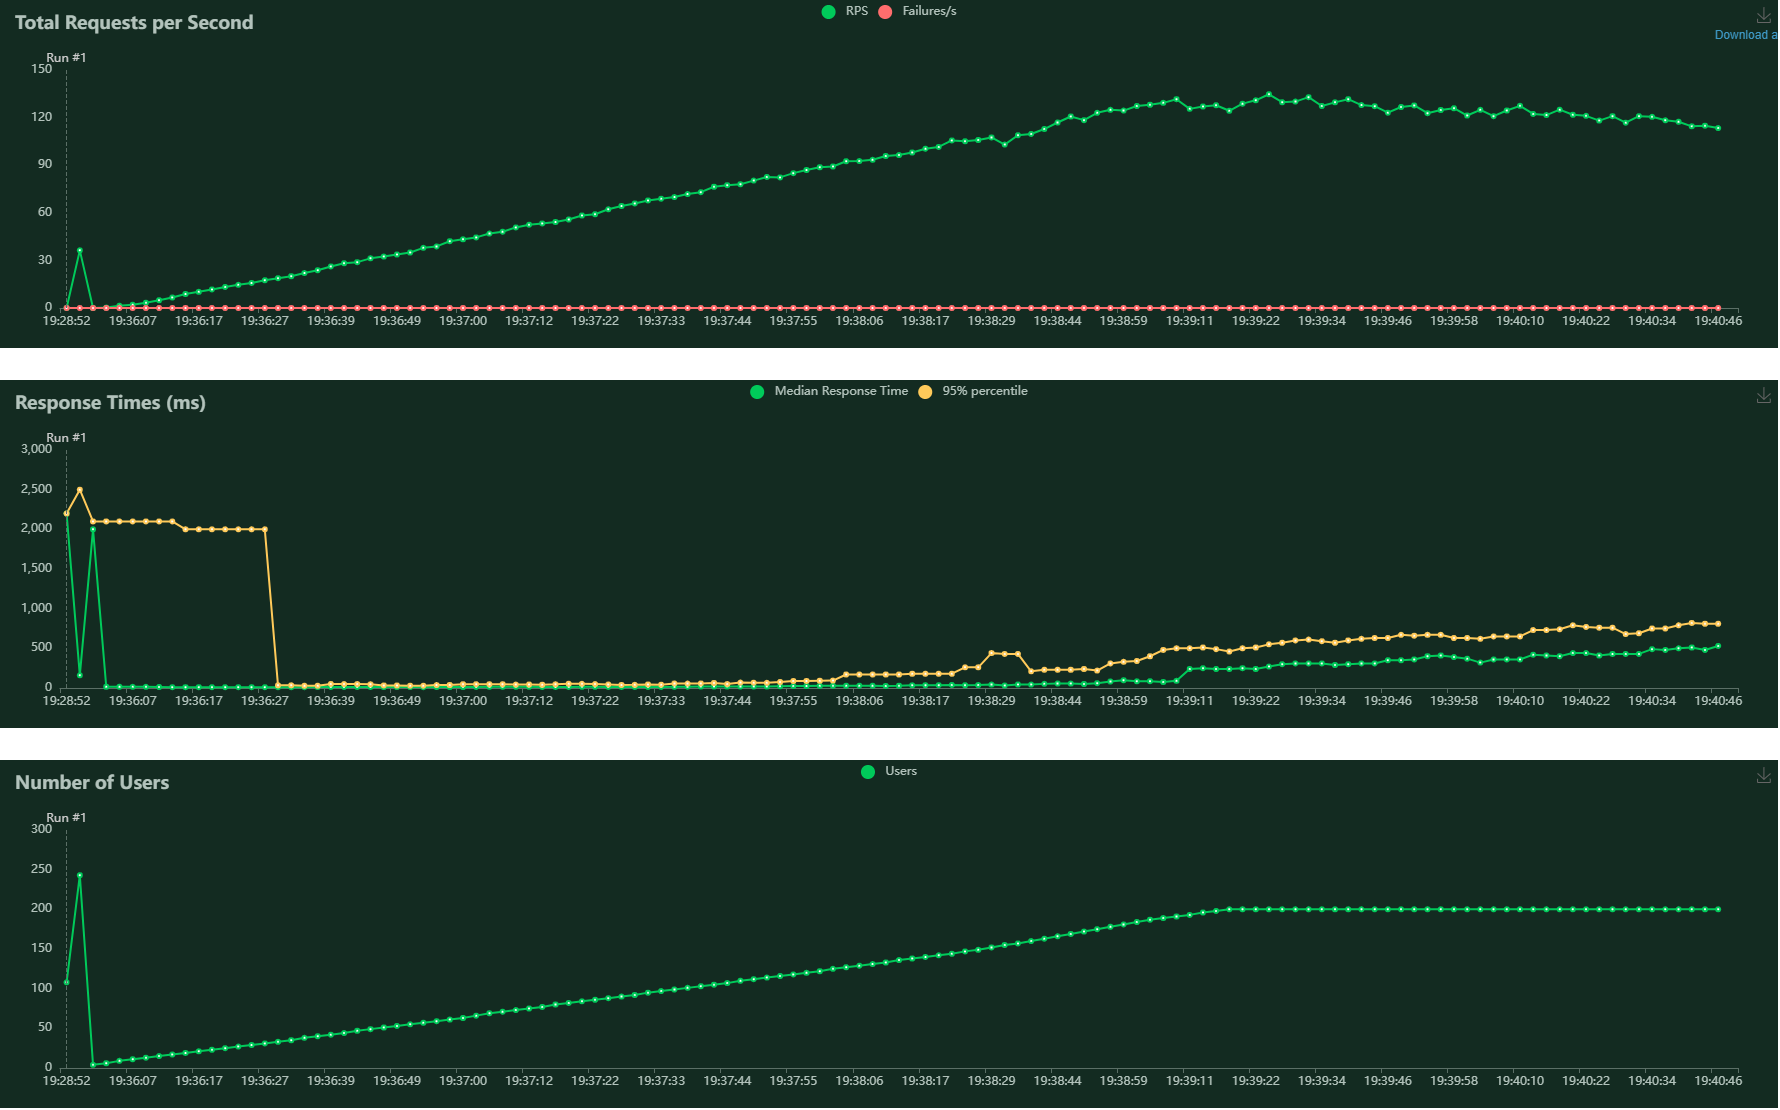 Total Requests per Second
RPS Failures/s
Download a
Run #1
150
120
90
60
30
0
19:28:52 19:36:07 19:36:17 19:36:27 19:36:39 19:36:49 19:37:00 19:37:12 19:37:22 19:37:33 19:37:44 19:37:55 19:38:06 19:38:17 19:38:29 19:38:44 19:38:59 19:39:11 19:39:22 19:39:34 19:39:46 19:39:58 19:40:10 19:40:22 19:40:34 19:40:46
Response Times (ms)
Median Response Time 95% percentile
Run #1
3,000
2,500
2,000
1,500
1,000
500
0
19:28:52 19:36:07 19:36:17 19:36:27 19:36:39 19:36:49 19:37:00 19:37:12 19:37:22 19:37:33 19:37:44 19:37:55 19:38:06 19:38:17 19:38:29 19:38:44 19:38:59 19:39:11 19:39:22 19:39:34 19:39:46 19:39:58 19:40:10 19:40:22 19:40:34 19:40:46
Number of Users
Users
Run #1
300
250
200
150
100
50
0
19:28:52 19:36:07 19:36:17 19:36:27 19:36:39 19:36:49 19:37:00 19:37:12 19:37:22 19:37:33 19:37:44 19:37:55 19:38:06 19:38:17 19:38:29 19:38:44 19:38:59 19:39:11 19:39:22 19:39:34 19:39:46 19:39:58 19:40:10 19:40:22 19:40:34 19:40:46